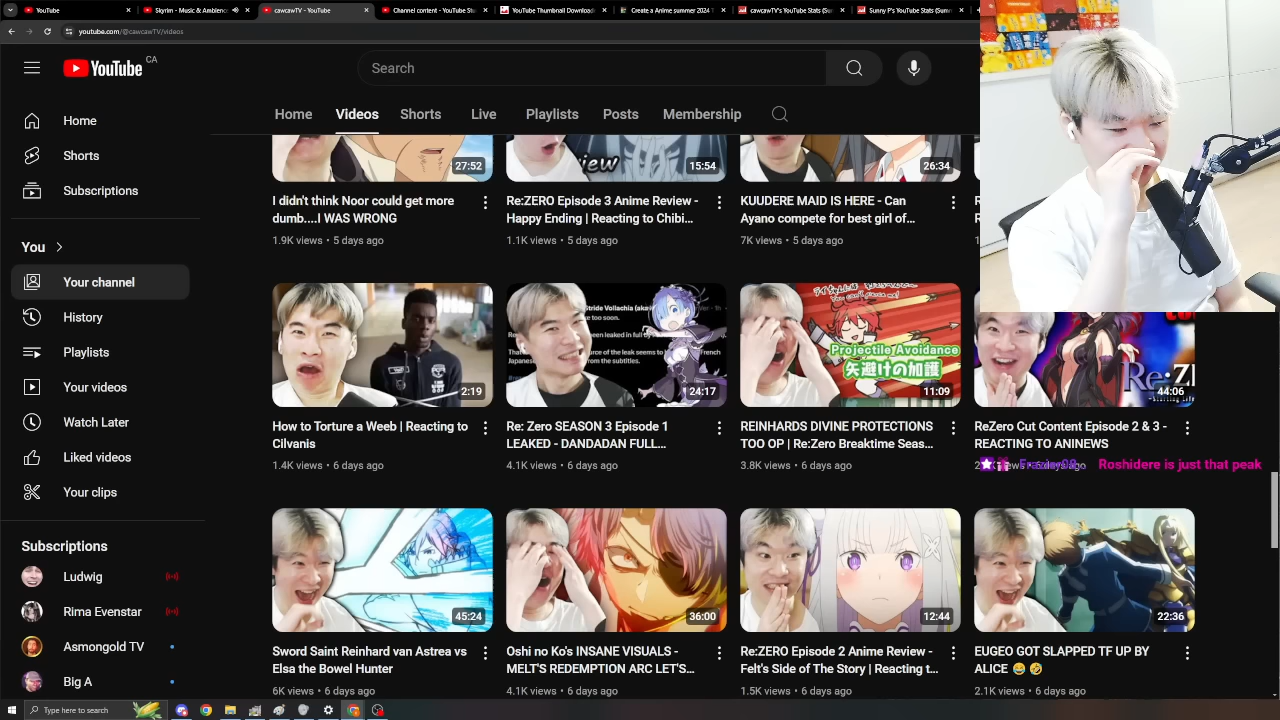 YouTube
Skyrim - Music & Ambienc
cawcawTV - YouTube
Channel content - YouTube Stu
YouTube Thumbnail Download
Create a Anime summer 2024 T
cawcawTV's YouTube Stats (Sum
Sunny P's YouTube Stats (Sum
youtube.com/@cawcawTV/videos
YouTube CA
Search
Home Videos Shorts Live Playlists Posts Membership
Home
Shorts
Subscriptions
You
Your channel
History
Playlists
Your videos
Watch Later
Liked videos
Your clips
Subscriptions
Ludwig
Rima Evenstar
Asmongold TV
Big A
27:52
iew
15:54
26:34
I didn't think Noor could get more
dumb....I WAS WRONG
1.9K views • 5 days ago
Re:ZERO Episode 3 Anime Review -
Happy Ending | Reacting to Chibi...
1.1K views • 5 days ago
KUUDERE MAID IS HERE - Can
Ayano compete for best girl of...
7K views • 5 days ago
2:19
How to Torture a Weeb | Reacting to
Cilvanis
1.4K views • 6 days ago
24:17
Re: Zero SEASON 3 Episode 1
LEAKED - DANDADAN FULL...
4.1K views • 6 days ago
Projectile Avoidance
矢避けの加護
11:09
REINHARDS DIVINE PROTECTIONS
TOO OP | Re:Zero Breaktime Seas...
3.8K views • 6 days ago
44:06
ReZero Cut Content Episode 2 & 3 -
REACTING TO ANINEWS
Roshidere is just that peak
45:24
Sword Saint Reinhard van Astrea vs
Elsa the Bowel Hunter
6K views • 6 days ago
36:00
Oshi no Ko's INSANE VISUALS -
MELT'S REDEMPTION ARC LET'S...
4.1K views • 6 days ago
12:44
Re:ZERO Episode 2 Anime Review -
Felt's Side of The Story | Reacting t...
1.5K views • 6 days ago
22:36
EUGEO GOT SLAPPED TF UP BY
ALICE 😂 🤣
2.1K views • 6 days ago
Type here to search